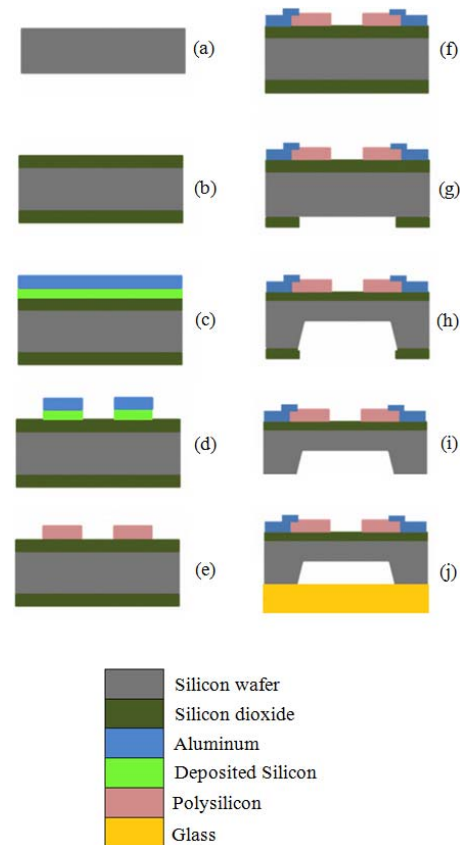 (a)
(b)
(c)
(d)
(e)
(f)
(g)
(h)
(i)
(j)
Silicon wafer
Silicon dioxide
Aluminum
Deposited Silicon
Polysilicon
Glass